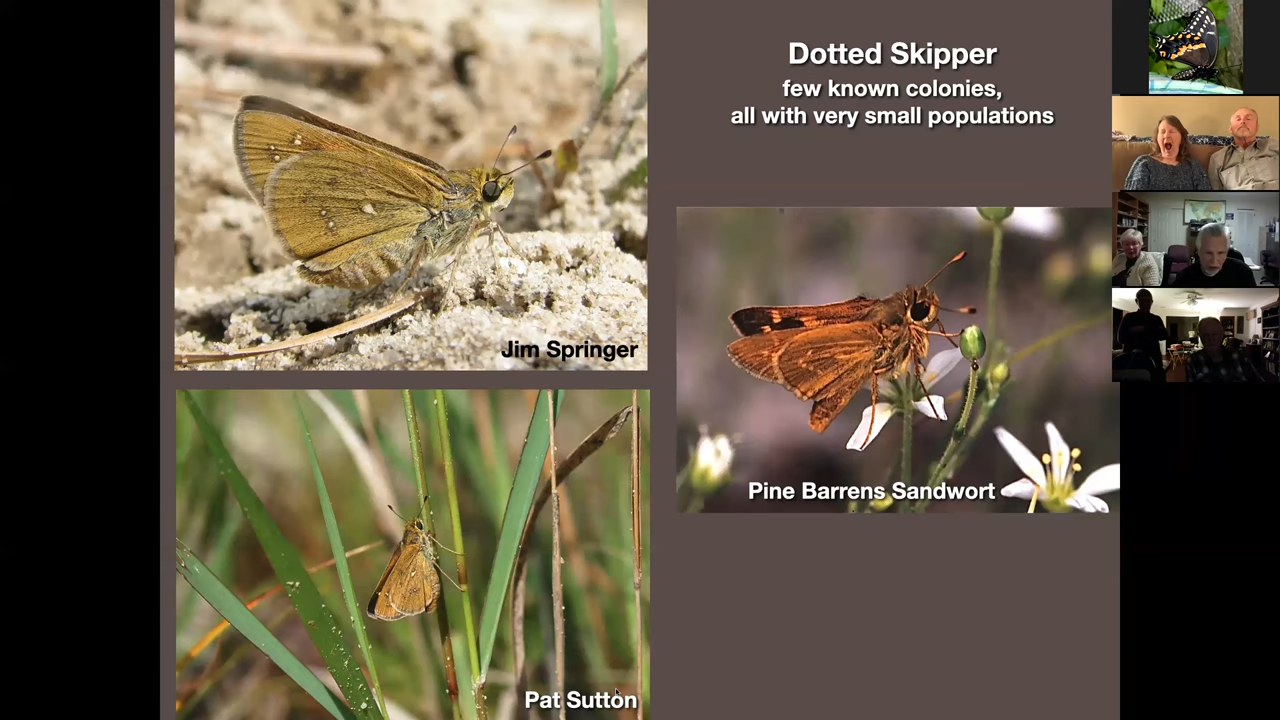 Dotted Skipper
few known colonies,
all with very small populations
Jim Springer
Pine Barrens Sandwort
Pat Sutton